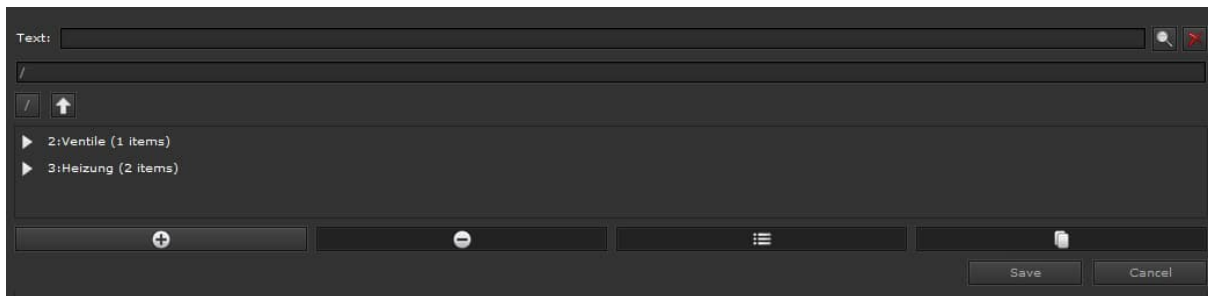 Text:
/
/
2:Ventile (1 items)
3:Heizung (2 items)
Save Cancel